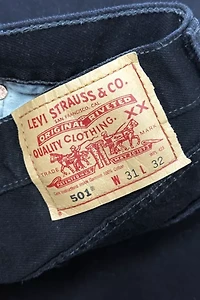 LEVI STRAUSS & CO.
SAN FRANCISCO, CAL.
ORIGINAL RIVETED
QUALITY CLOTHING.
XX
TRADE MARK
501® W 31 L 32